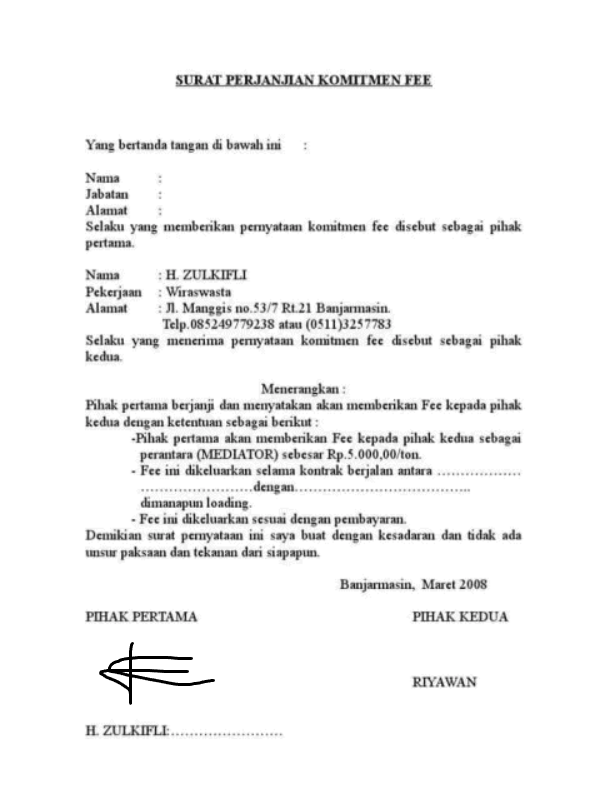 SURAT PERJANJIAN KOMITMEN FEE
Yang bertanda tangan di bawah ini :
Nama :
Jabatan :
Alamat :
Selaku yang memberikan pernyataan komitmen fee disebut sebagai pihak
pertama.
Nama : H. ZULKIFLI
Pekerjaan : Wiraswasta
Alamat : Jl. Manggis no.53/7 Rt.21 Banjarmasin.
Telp.085249779238 atau (0511)3257783
Selaku yang menerima pernyataan komitmen fee disebut sebagai pihak
kedua.
Menerangkan :
Pihak pertama berjanji dan menyatakan akan memberikan Fee kepada pihak
kedua dengan ketentuan sebagai berikut :
-Pihak pertama akan memberikan Fee kepada pihak kedua sebagai
perantara (MEDIATOR) sebesar Rp.5.000,00/ton.
- Fee ini dikeluarkan selama kontrak berjalan antara ………………
……………………dengan………………………………..
dimanapun loading.
- Fee ini dikeluarkan sesuai dengan pembayaran.
Demikian surat pernyataan ini saya buat dengan kesadaran dan tidak ada
unsur paksaan dan tekanan dari siapapun.
Banjarmasin, Maret 2008
PIHAK PERTAMA PIHAK KEDUA
RIYAWAN
H. ZULKIFLI:……………………